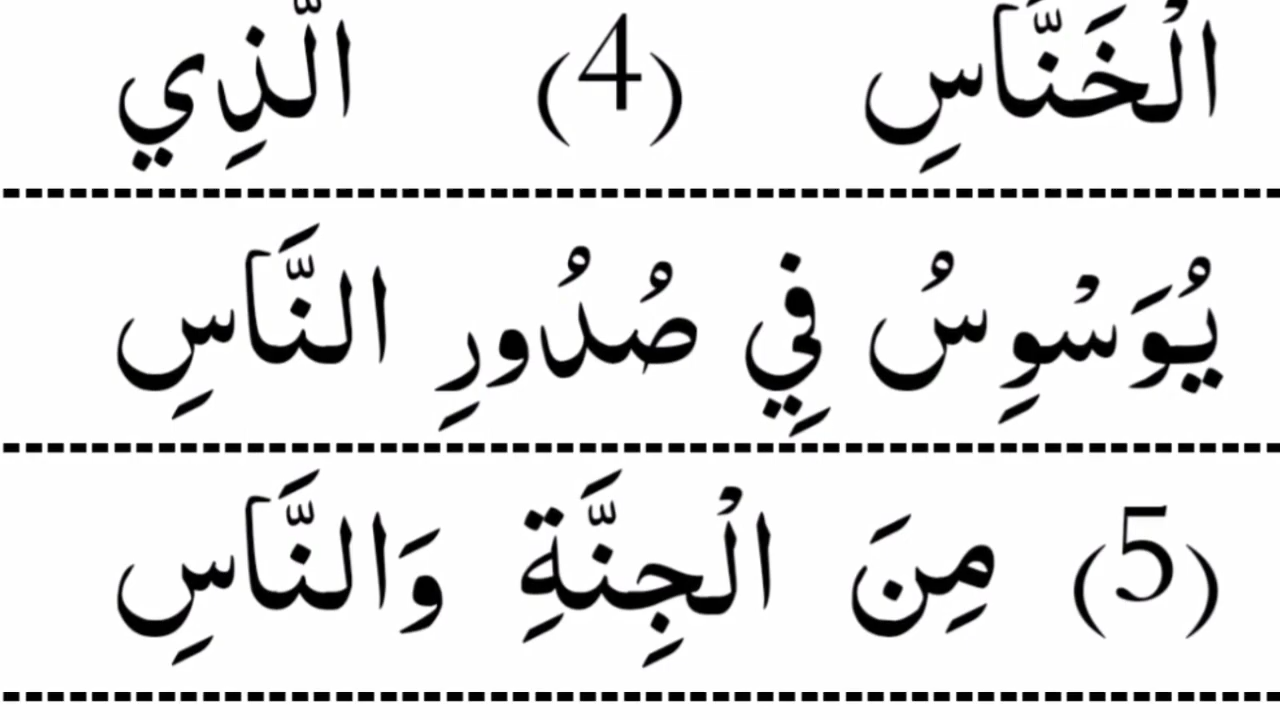 الْخَنَّاسِ (4) الَّذِي
يُوَسْوِسُ فِي صُدُورِ النَّاسِ
(5) مِنَ الْجِنَّةِ وَالنَّاسِ